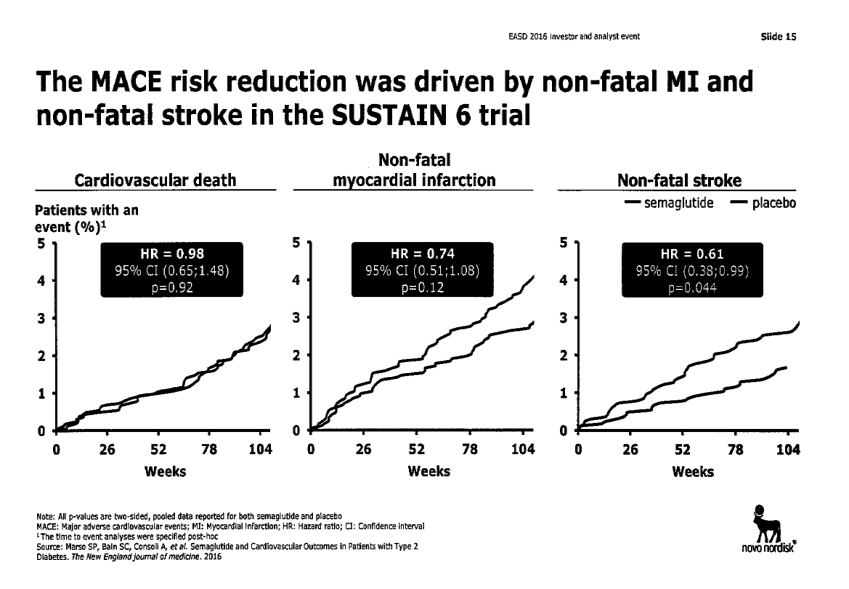 EASD 2016 investor and analyst event
Slide 15
The MACE risk reduction was driven by non-fatal MI and
non-fatal stroke in the SUSTAIN 6 trial
Cardiovascular death
Non-fatal
myocardial infarction
Non-fatal stroke
semaglutide
placebo
Patients with an
event (%)¹
5
4
3
2
1
0
HR = 0.98
95% CI (0.65;1.48)
p=0.92
0 26 52 78 104
Weeks
5
4
3
2
1
0
HR = 0.74
95% CI (0.51;1.08)
p=0.12
0 26 52 78 104
Weeks
5
4
3
2
1
0
HR = 0.61
95% CI (0.38;0.99)
p=0.044
0 26 52 78 104
Weeks
Note: All p-values are two-sided, pooled data reported for both semaglutide and placebo
MACE: Major adverse cardiovascular events; MI: Myocardial infarction; HR: Hazard ratio; CI: Confidence interval
¹The time to event analyses were specified post-hoc
Source: Marso SP, Bain SC, Consoli A, et al. Semaglutide and Cardiovascular Outcomes in Patients with Type 2
Diabetes. The New England journal of medicine. 2016
novo nordisk®